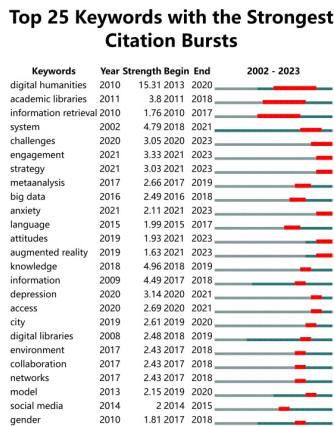 Top 25 Keywords with the Strongest
Citation Bursts
Keywords Year Strength Begin End 2002 - 2023
digital humanities 2010 15.31 2013 2020
academic libraries 2011 3.8 2011 2018
information retrieval 2010 1.76 2010 2017
system 2002 4.79 2018 2021
challenges 2020 3.05 2020 2023
engagement 2021 3.33 2021 2023
strategy 2021 3.03 2021 2023
metaanalysis 2017 2.66 2017 2019
big data 2016 2.49 2016 2018
anxiety 2021 2.11 2021 2023
language 2015 1.99 2015 2017
attitudes 2019 1.93 2021 2023
augmented reality 2019 1.63 2021 2023
knowledge 2018 4.96 2018 2019
information 2009 4.49 2017 2018
depression 2020 3.14 2020 2021
access 2020 2.69 2020 2021
city 2019 2.61 2019 2020
digital libraries 2008 2.48 2018 2019
environment 2017 2.43 2017 2018
collaboration 2017 2.43 2017 2018
networks 2017 2.43 2017 2018
model 2013 2.15 2019 2020
social media 2014 2 2014 2015
gender 2010 1.81 2017 2018